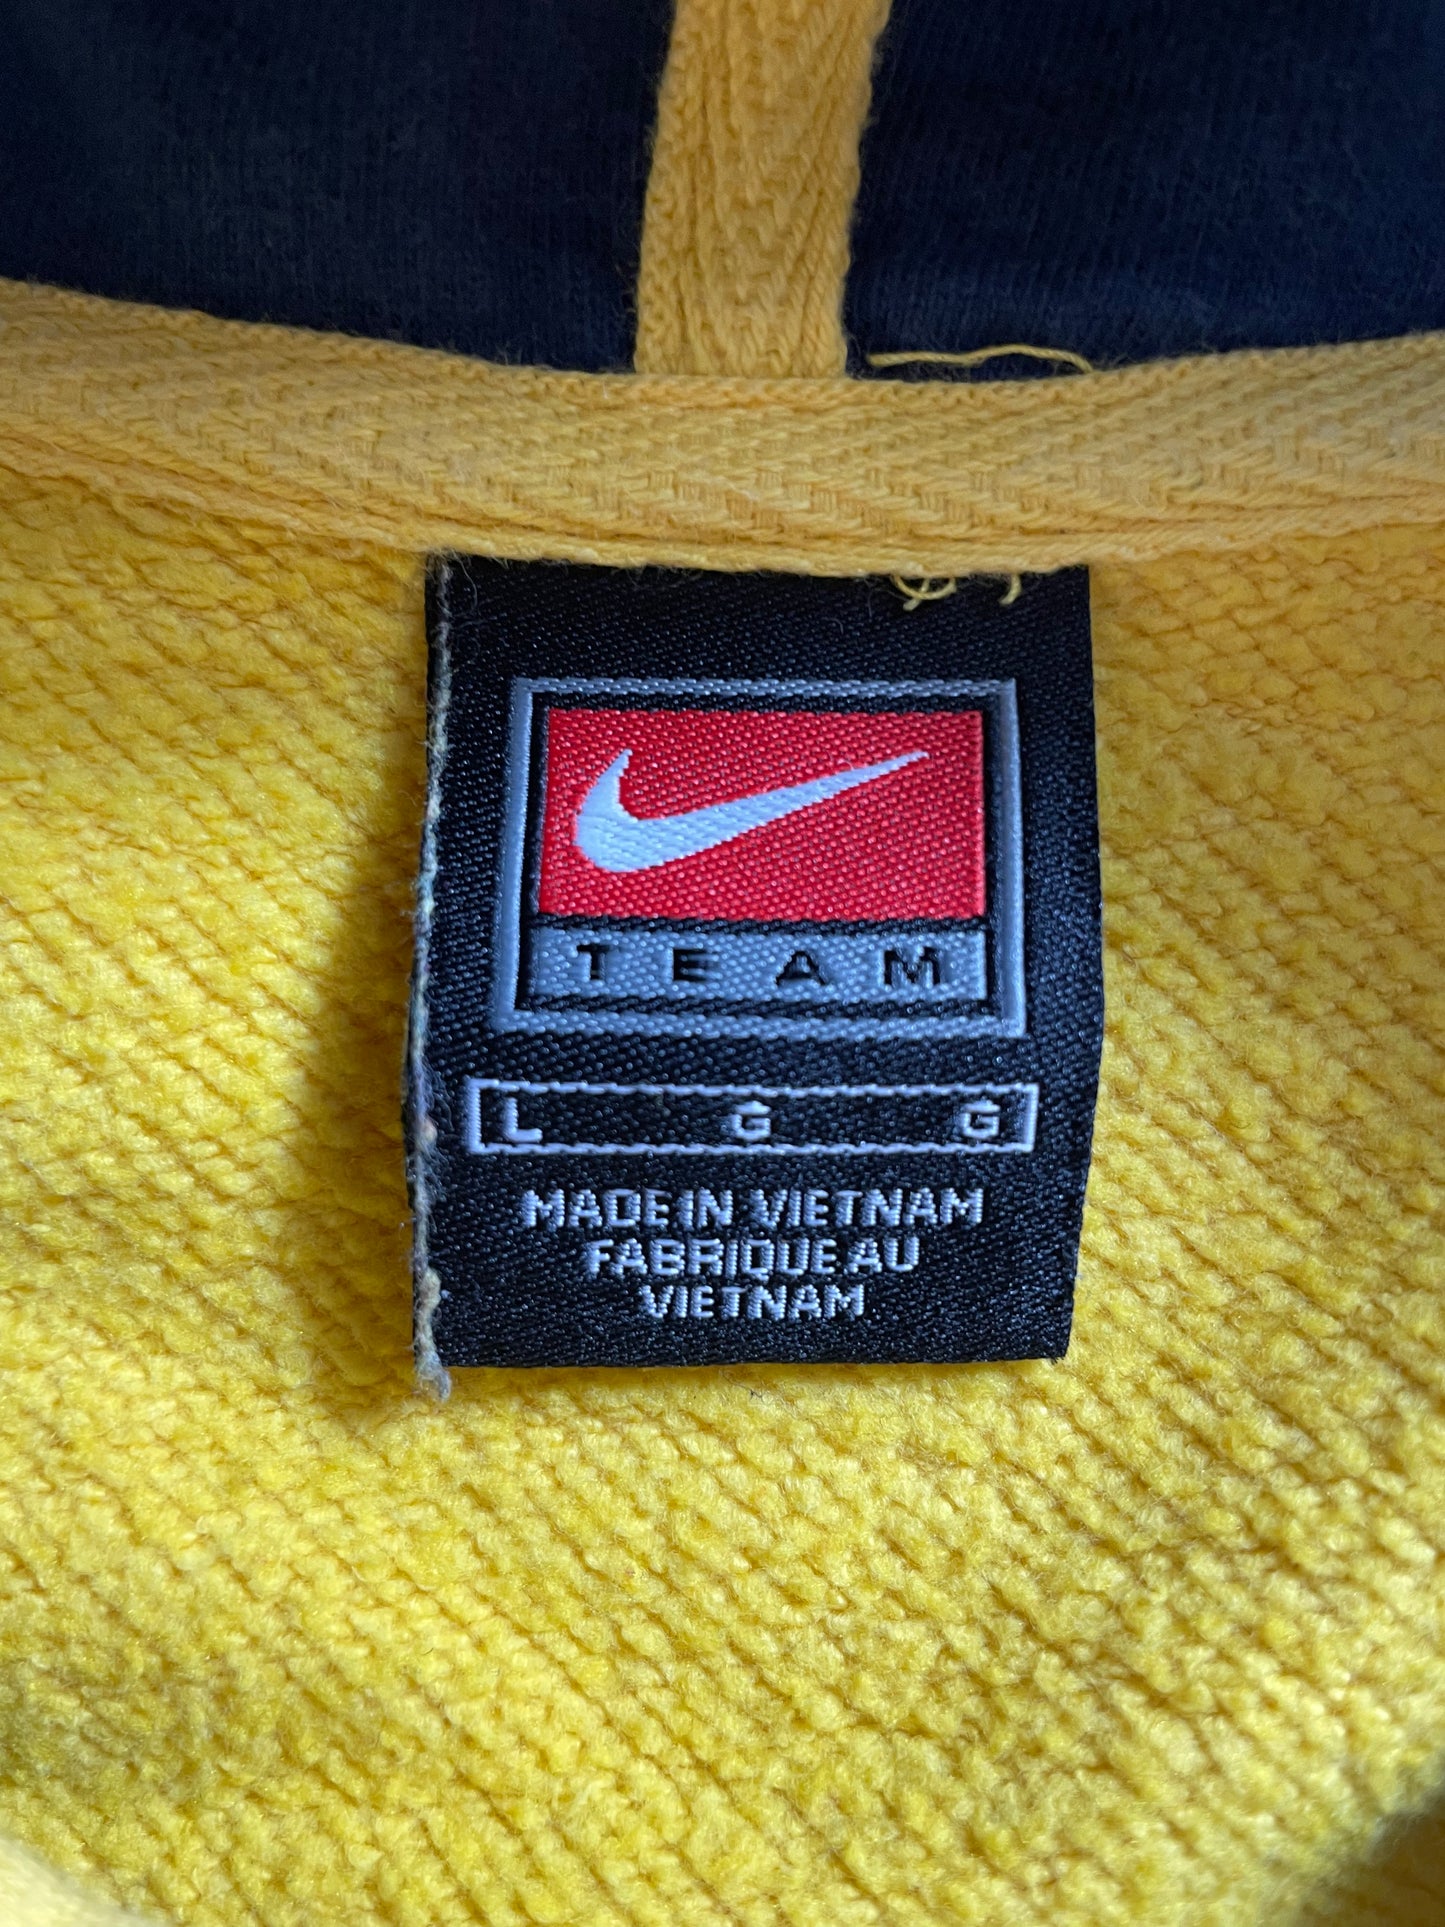 TEAM
L G G
MADE IN VIETNAM
FABRIQUE AU
VIETNAM